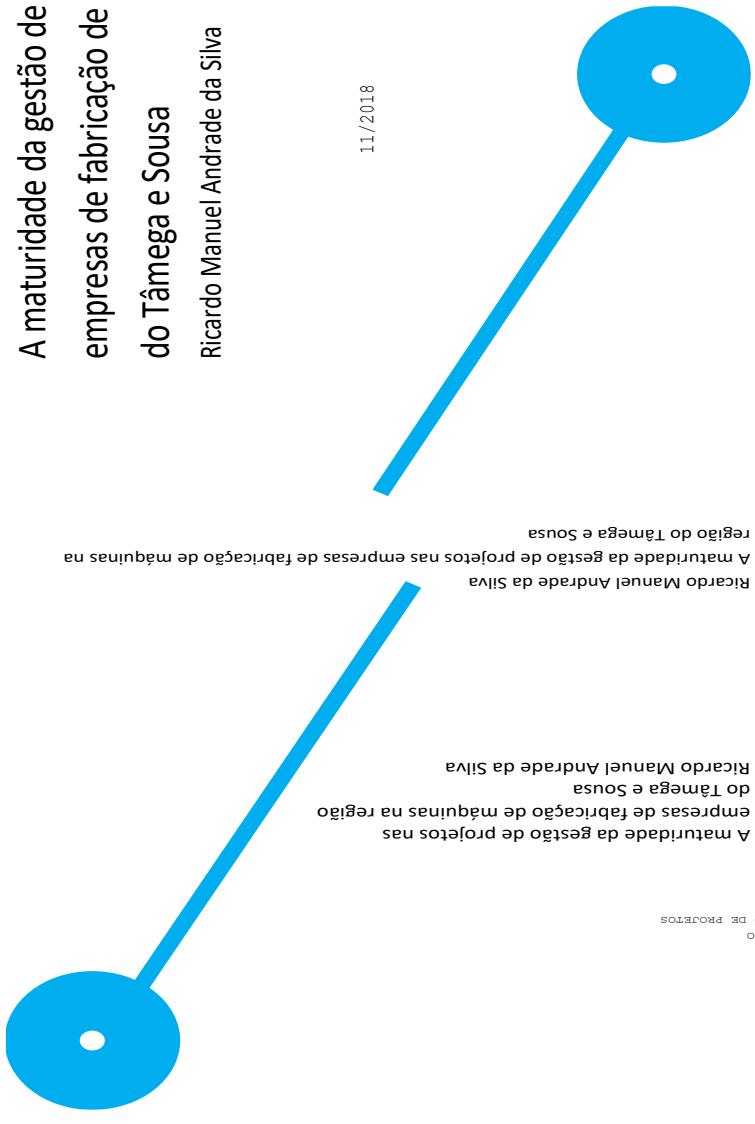 A maturidade da gestão de
empresas de fabricação de
do Tâmega e Sousa
Ricardo Manuel Andrade da Silva
11/2018
Ricardo Manuel Andrade da Silva
A maturidade da gestão de projetos nas empresas de fabricação de máquinas na
região do Tâmega e Sousa
A maturidade da gestão de projetos nas
empresas de fabricação de máquinas na região
do Tâmega e Sousa
Ricardo Manuel Andrade da Silva
O
DE PROJETOS